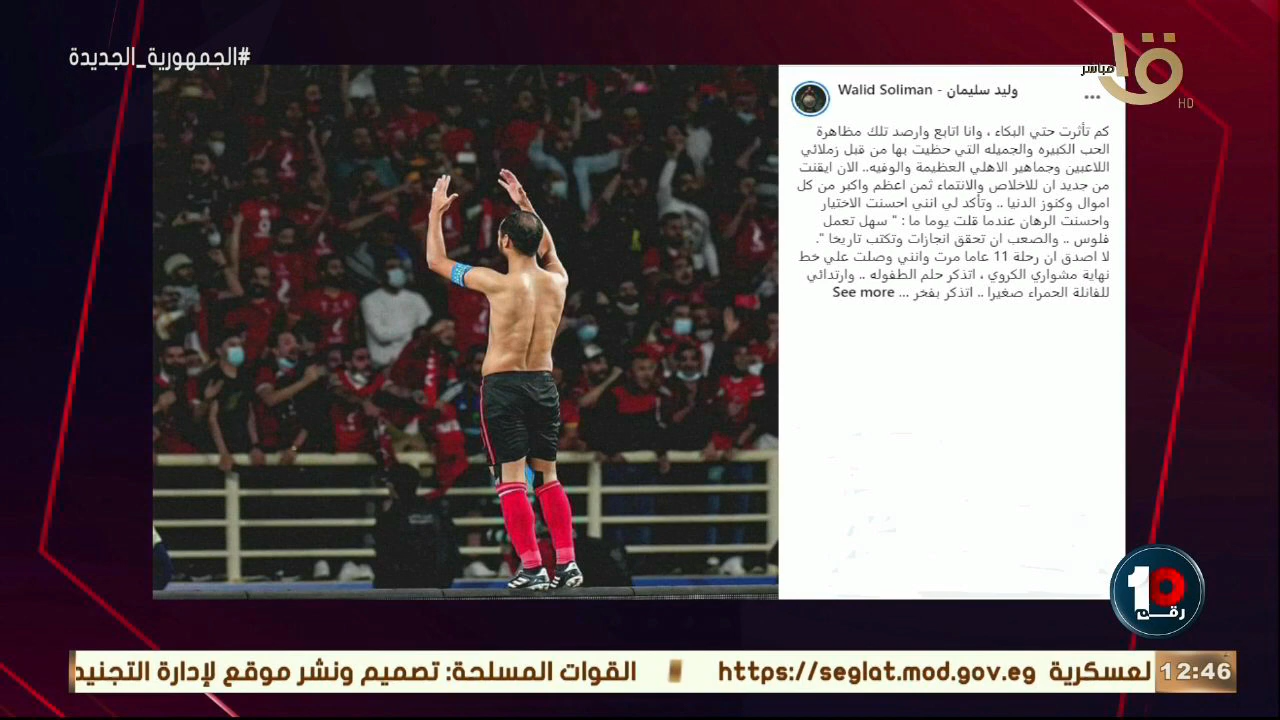 #الجمهورية_الجديدة
مباشر
HD
Walid Soliman - وليد سليمان
كم تأثرت حتي البكاء ، وانا اتابع وارصد تلك مظاهرة
الحب الكبيره والجميله التي حظيت بها من قبل زملائي
اللاعبين وجماهير الاهلي العظيمة والوفيه.. الان ايقنت
من جديد ان للاخلاص والانتماء ثمن اعظم واكبر من كل
اموال وكنوز الدنيا .. وتأكد لي انني احسنت الاختيار
واحسنت الرهان عندما قلت يوما ما : " سهل تعمل
فلوس .. والصعب ان تحقق انجازات وتكتب تاريخا ".
لا اصدق ان رحلة 11 عاما مرت وانني وصلت علي خط
نهاية مشواري الكروي ، اتذكر حلم الطفوله .. وارتدائي
للفانلة الحمراء صغيرا .. اتذكر بفخر ... See more
رقم 10
لعسكرية https://seglat.mod.gov.eg القوات المسلحة: تصميم ونشر موقع لإدارة التجنيد
12:46